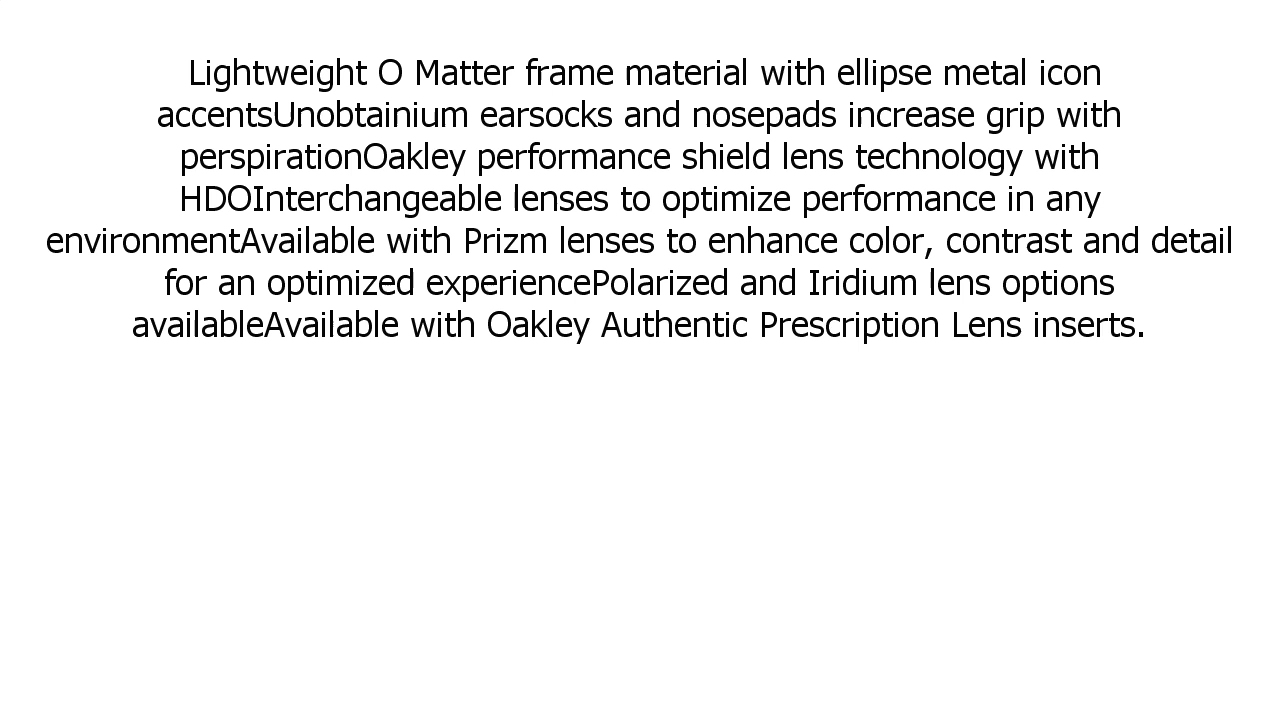 Lightweight O Matter frame material with ellipse metal icon
accentsUnobtainium earsocks and nosepads increase grip with
perspirationOakley performance shield lens technology with
HDOInterchangeable lenses to optimize performance in any
environmentAvailable with Prizm lenses to enhance color, contrast and detail
for an optimized experiencePolarized and Iridium lens options
availableAvailable with Oakley Authentic Prescription Lens inserts.